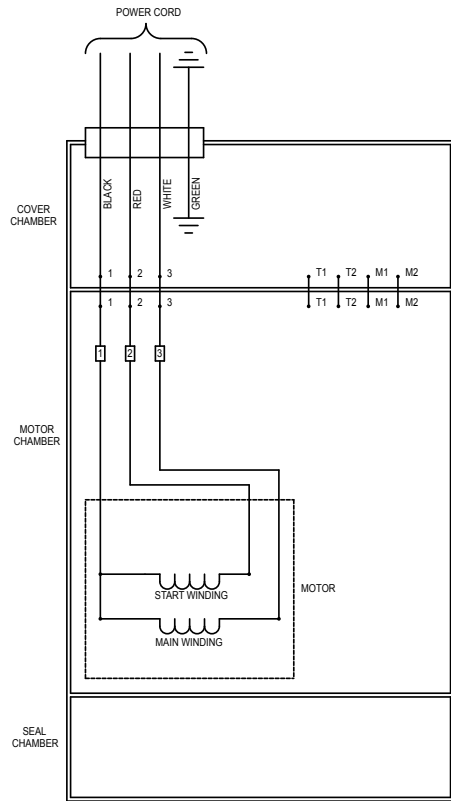 POWER CORD
BLACK
RED
WHITE
GREEN
COVER
CHAMBER
1 2 3 T1 T2 M1 M2
1 2 3 T1 T2 M1 M2
1 2 3
MOTOR
CHAMBER
START WINDING
MOTOR
MAIN WINDING
SEAL
CHAMBER